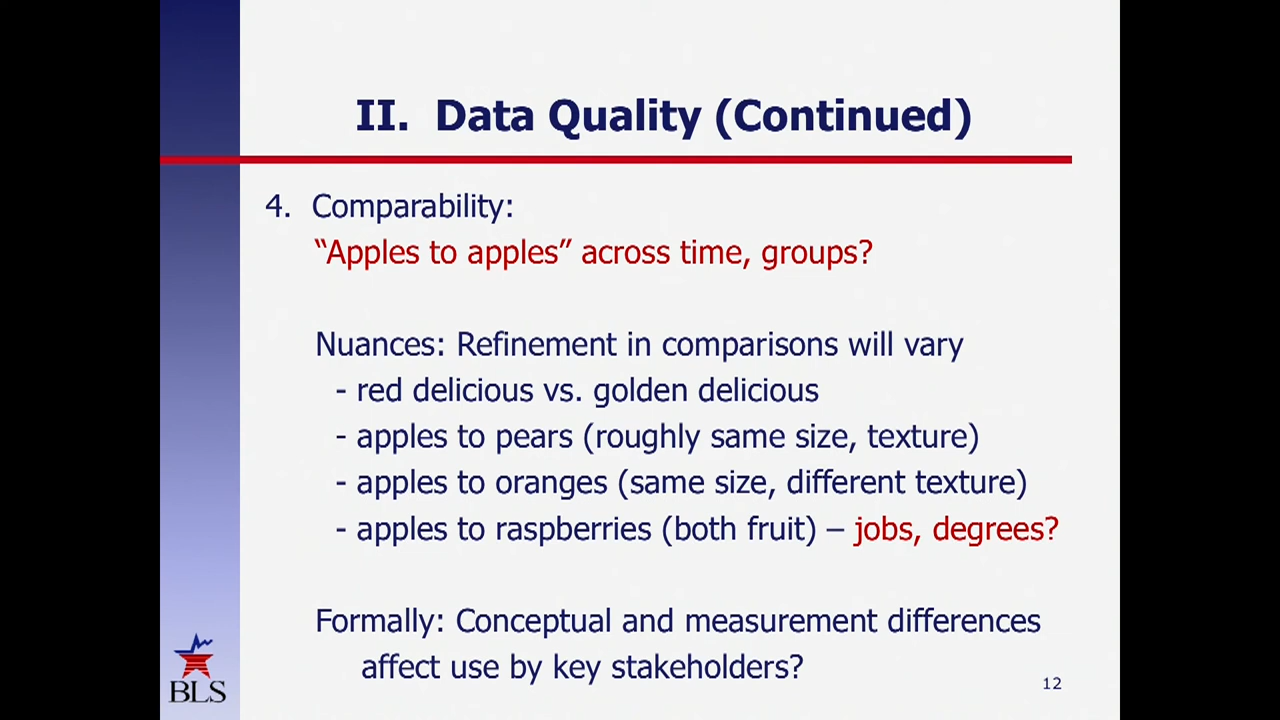 II. Data Quality (Continued)
4. Comparability:
“Apples to apples” across time, groups?
Nuances: Refinement in comparisons will vary
- red delicious vs. golden delicious
- apples to pears (roughly same size, texture)
- apples to oranges (same size, different texture)
- apples to raspberries (both fruit) – jobs, degrees?
Formally: Conceptual and measurement differences
affect use by key stakeholders?
BLS
12